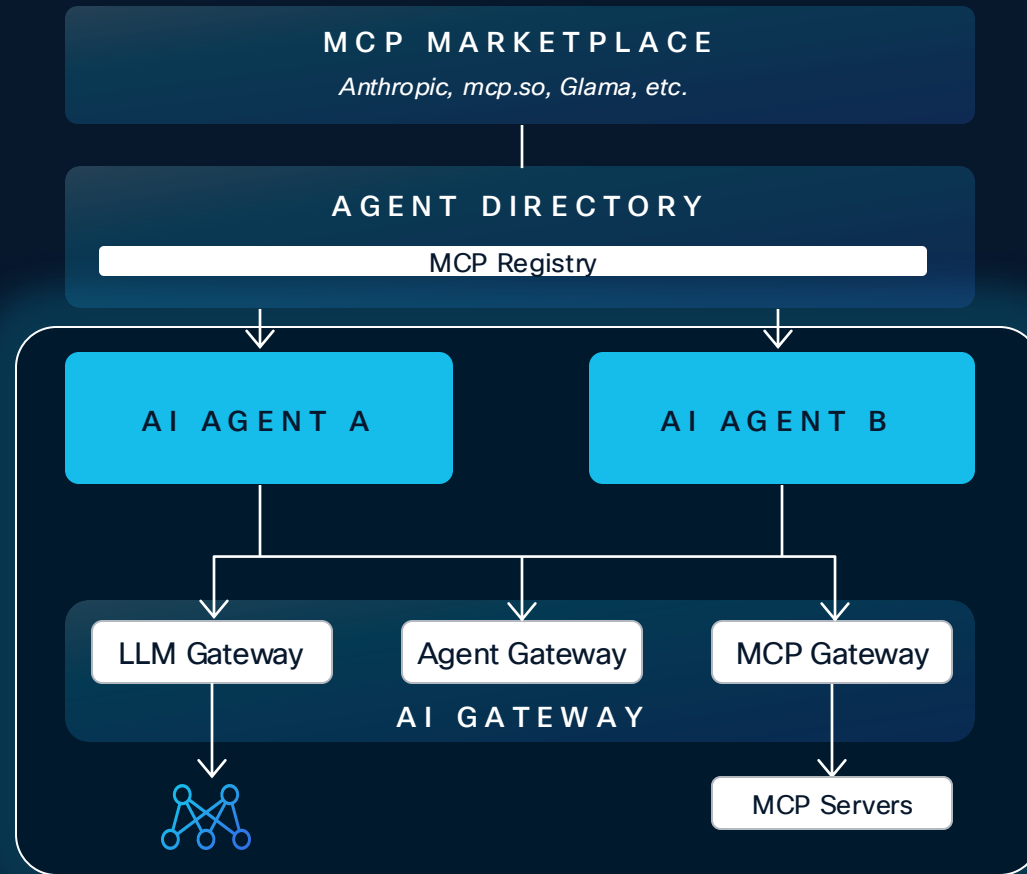 MCP MARKETPLACE
Anthropic, mcp.so, Glama, etc.
AGENT DIRECTORY
MCP Registry
AI AGENT A
AI AGENT B
LLM Gateway
Agent Gateway
MCP Gateway
AI GATEWAY
MCP Servers